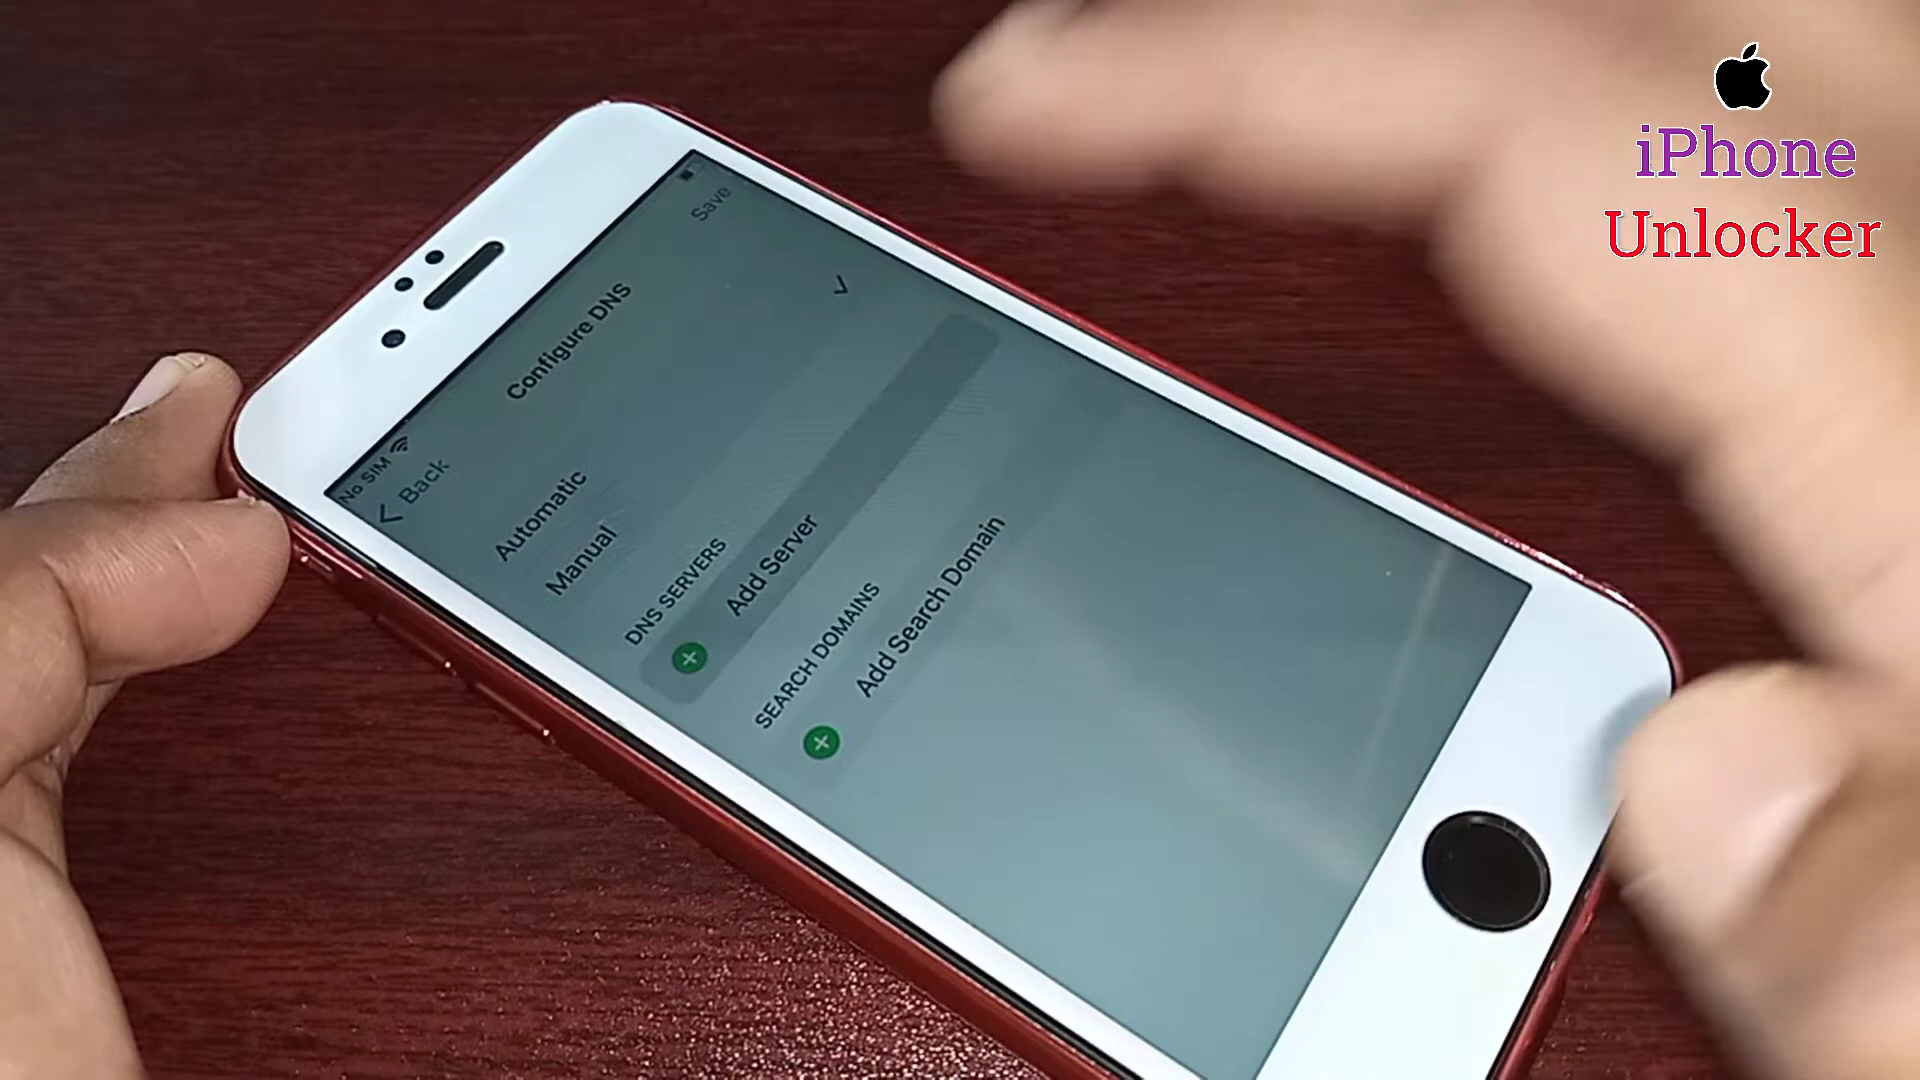 No SIM
Save
Back
Configure DNS
Automatic
Manual
DNS SERVERS
Add Server
SEARCH DOMAINS
Add Search Domain
iPhone
Unlocker